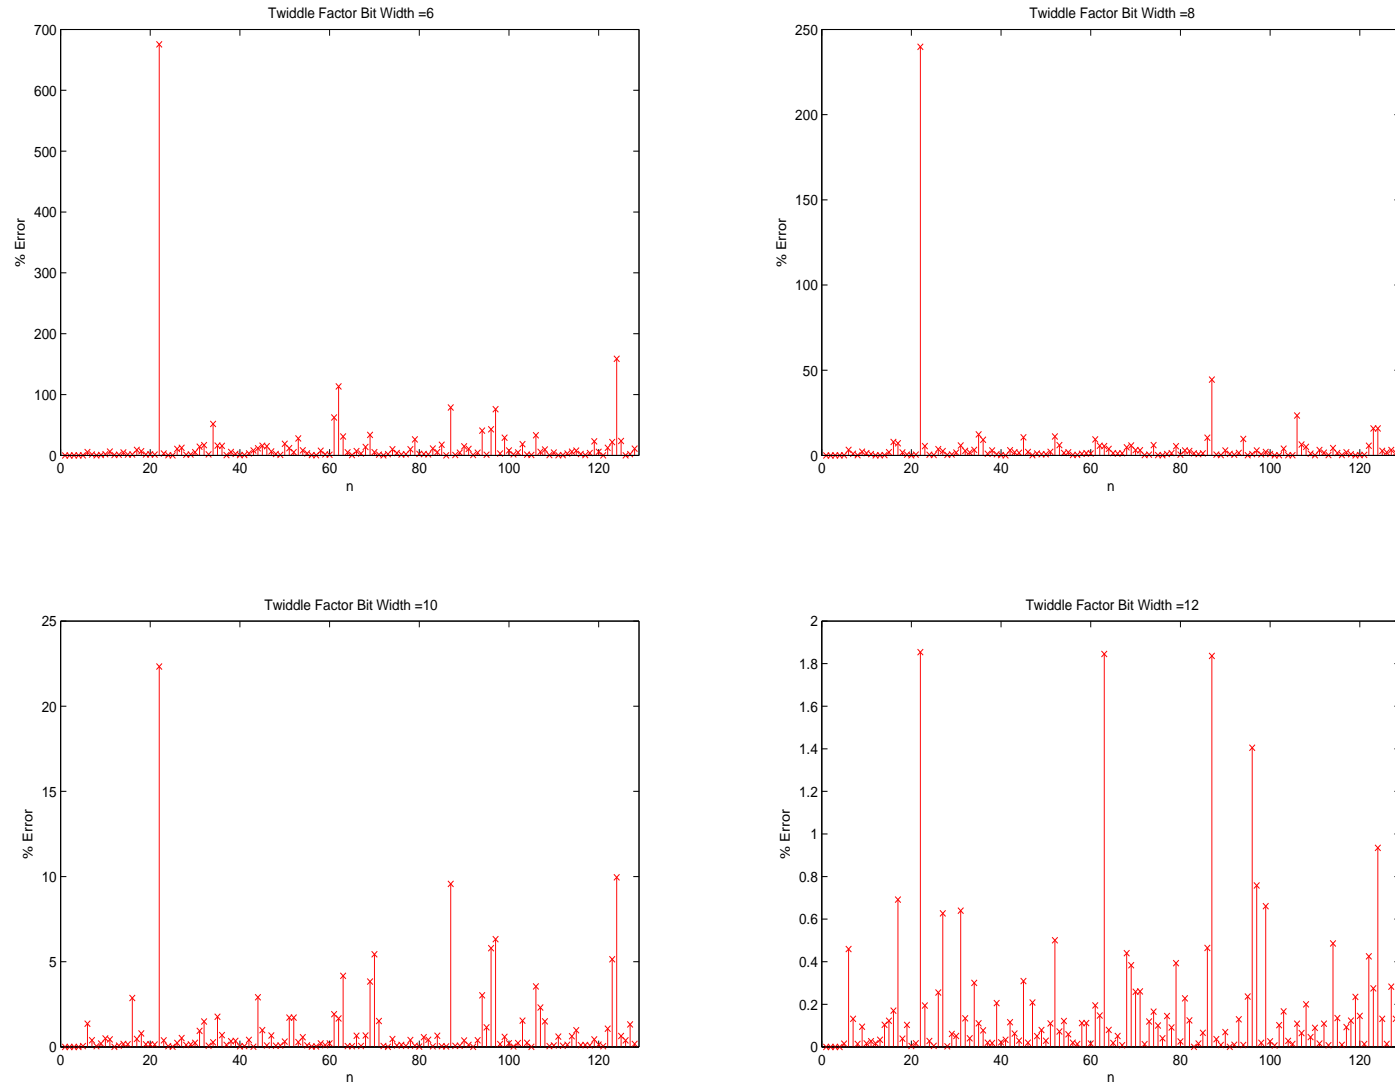 Twiddle Factor Bit Width =6
700
600
500
400
300
200
100
0
% Error
0 20 40 60 80 100 120
n
Twiddle Factor Bit Width =8
250
200
150
100
50
0
% Error
0 20 40 60 80 100 120
n
Twiddle Factor Bit Width =10
25
20
15
10
5
0
% Error
0 20 40 60 80 100 120
n
Twiddle Factor Bit Width =12
2
1.8
1.6
1.4
1.2
1
0.8
0.6
0.4
0.2
0
% Error
0 20 40 60 80 100 120
n